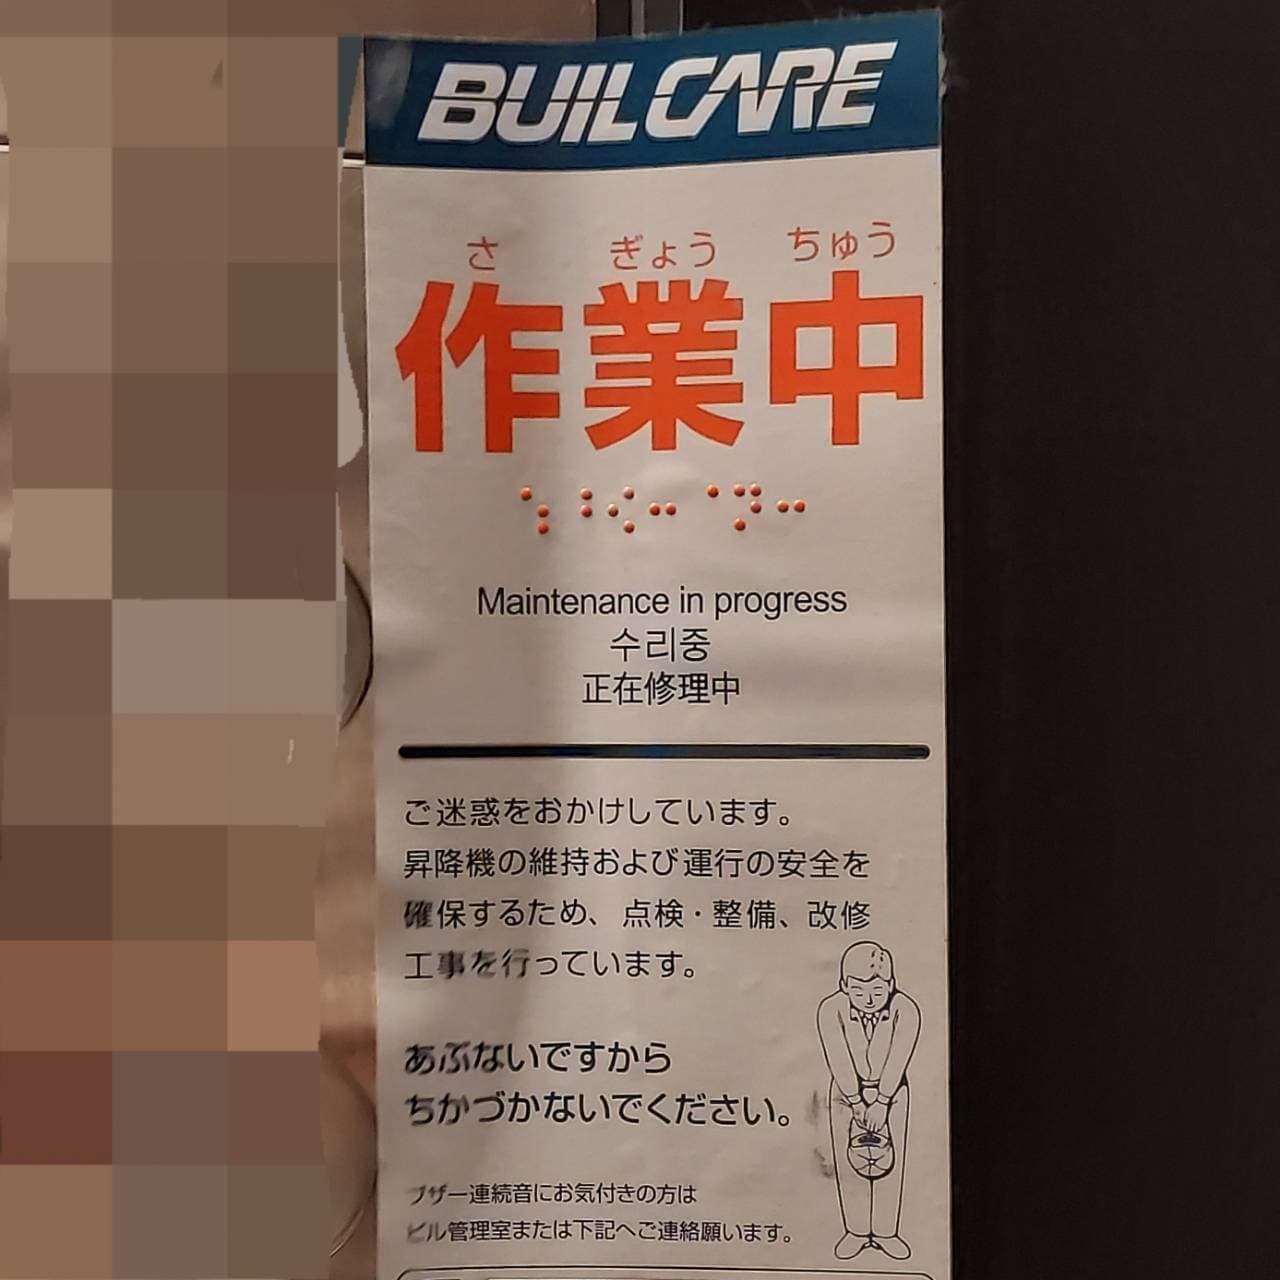 BUILCARE
さ ぎょう ちゅう
作業中
⠱⠃⠪⠒ ⠈⠝⠒
Maintenance in progress
수리중
正在修理中
ご迷惑をおかけしています。
昇降機の維持および運行の安全を
確保するため、点検・整備、改修
工事を行っています。
あぶないですから
ちかづかないでください。
ブザー連続音にお気付きの方は
ビル管理室または下記へご連絡願います。